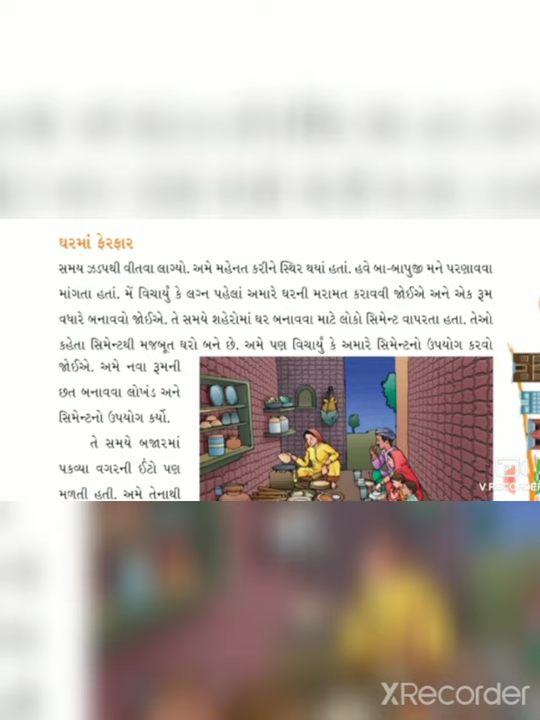 ઘરમાં ફેરફાર
સમય ઝડપથી વીતવા લાગ્યો. અમે મહેનત કરીને સ્થિર થયાં હતાં. હવે બા-બાપુજી મને પરણાવવા
માંગતા હતાં. મેં વિચાર્યું કે લગ્ન પહેલાં અમારે ઘરની મરામત કરાવવી જોઈએ અને એક રૂમ
વધારે બનાવવો જોઈએ. તે સમયે શહેરોમાં ઘર બનાવવા માટે લોકો સિમેન્ટ વાપરતા હતા. તેઓ
કહેતા સિમેન્ટથી મજબૂત ઘરો બને છે. અમે પણ વિચાર્યું કે અમારે સિમેન્ટનો ઉપયોગ કરવો
જોઈએ. અમે નવા રૂમની
છત બનાવવા લોખંડ અને
સિમેન્ટનો ઉપયોગ કર્યો.
તે સમયે બજારમાં
પકવ્યા વગરની ઈંટો પણ
મળતી હતી. અમે તેનાથી
XRecorder